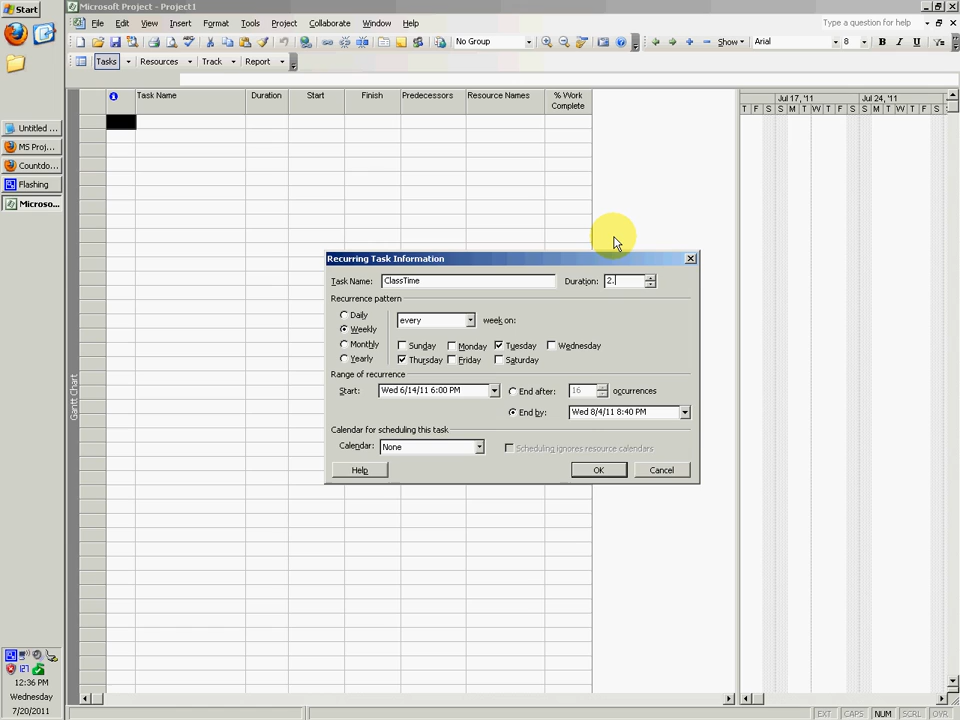 Start
Microsoft Project - Project1
File Edit View Insert Format Tools Project Collaborate Window Help
Type a question for help
No Group
Show
Arial
8
B I U
Tasks Resources Track Report
Task Name Duration Start Finish Predecessors Resource Names % Work Complete
Jul 17, '11 Jul 24, '11
T F S S M T W T F S S M T W T F S
Untitled ...
MS Proj...
Countdo...
Flashing
Microso...
Gantt Chart
Recurring Task Information
Task Name: ClassTime Duration: 2.
Recurrence pattern
Daily
Weekly
Monthly
Yearly
every week on:
Sunday Monday Tuesday Wednesday
Thursday Friday Saturday
Range of recurrence
Start: Wed 6/14/11 6:00 PM End after: 16 occurrences
End by: Wed 8/4/11 8:40 PM
Calendar for scheduling this task
Calendar: None Scheduling ignores resource calendars
Help OK Cancel
12:36 PM
Wednesday
7/20/2011
EXT CAPS NUM SCRL OVR